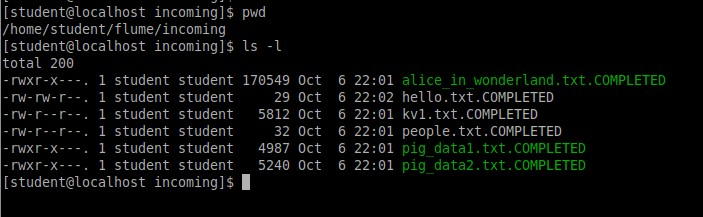 [student@localhost incoming]$ pwd
/home/student/flume/incoming
[student@localhost incoming]$ ls -l
total 200
-rwxr-x---. 1 student student 170549 Oct  6 22:01 alice_in_wonderland.txt.COMPLETED
-rw-rw-r--. 1 student student     29 Oct  6 22:02 hello.txt.COMPLETED
-rw-r--r--. 1 student student   5812 Oct  6 22:01 kv1.txt.COMPLETED
-rw-r--r--. 1 student student     32 Oct  6 22:01 people.txt.COMPLETED
-rwxr-x---. 1 student student   4987 Oct  6 22:01 pig_data1.txt.COMPLETED
-rwxr-x---. 1 student student   5240 Oct  6 22:01 pig_data2.txt.COMPLETED
[student@localhost incoming]$